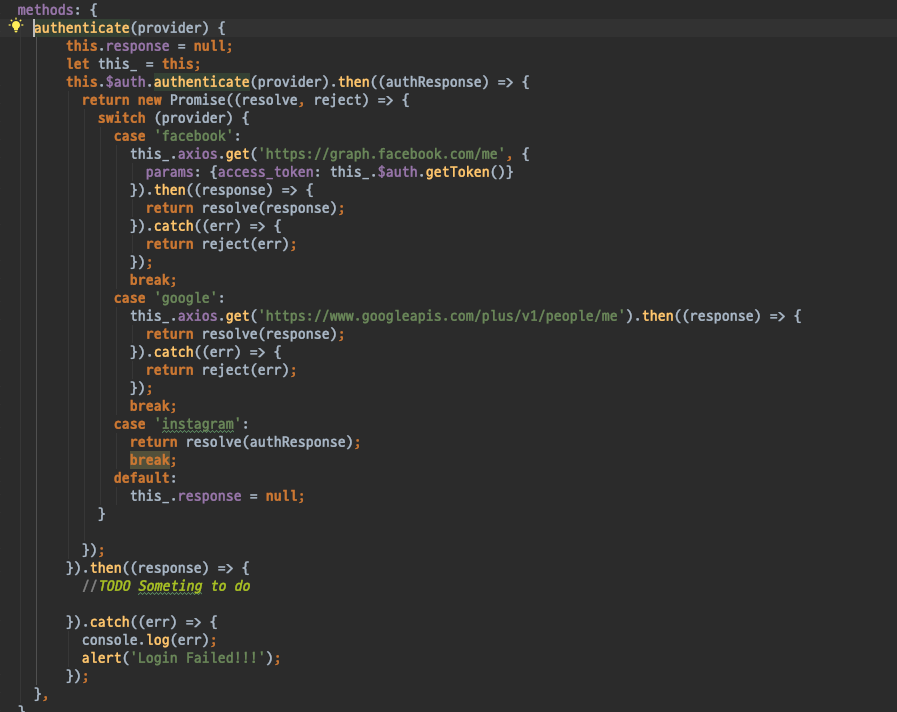 methods: {
authenticate(provider) {
this.response = null;
let this_ = this;
this.$auth.authenticate(provider).then((authResponse) => {
return new Promise((resolve, reject) => {
switch (provider) {
case 'facebook':
this_.axios.get('https://graph.facebook.com/me', {
params: {access_token: this_.$auth.getToken()}
}).then((response) => {
return resolve(response);
}).catch((err) => {
return reject(err);
});
break;
case 'google':
this_.axios.get('https://www.googleapis.com/plus/v1/people/me').then((response) => {
return resolve(response);
}).catch((err) => {
return reject(err);
});
break;
case 'instagram':
return resolve(authResponse);
break;
default:
this_.response = null;
}
});
}).then((response) => {
//TODO Someting to do
}).catch((err) => {
console.log(err);
alert('Login Failed!!!');
});
},